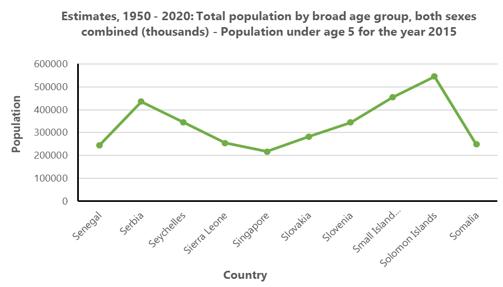 Estimates, 1950 - 2020: Total population by broad age group, both sexes
combined (thousands) - Population under age 5 for the year 2015
600000
500000
400000
300000
200000
100000
0
Population
Senegal
Serbia
Seychelles
Sierra Leone
Singapore
Slovakia
Slovenia
Small Island...
Solomon Islands
Somalia
Country